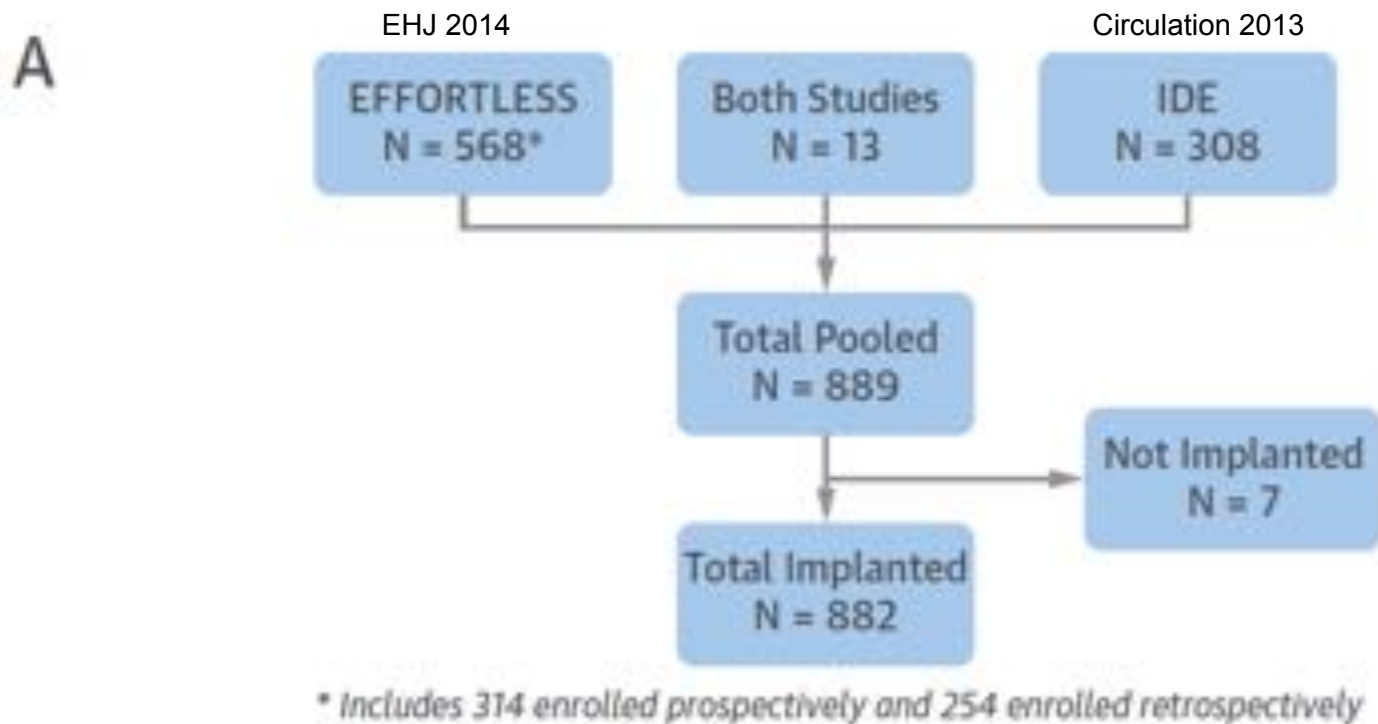 EHJ 2014
Circulation 2013
A
EFFORTLESS
N = 568*
Both Studies
N = 13
IDE
N = 308
Total Pooled
N = 889
Not Implanted
N = 7
Total Implanted
N = 882
* Includes 314 enrolled prospectively and 254 enrolled retrospectively